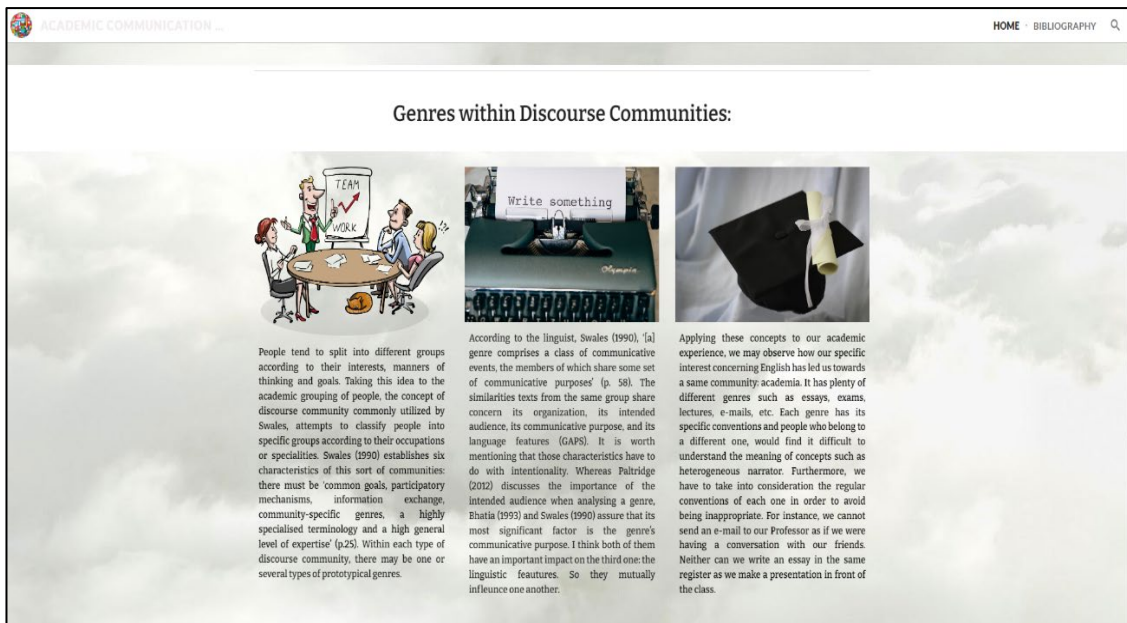 ACADEMIC COMMUNICATION ...
HOME · BIBLIOGRAPHY
Genres within Discourse Communities:
TEAM
WORK
!?!
People tend to split into different groups
according to their interests, manners of
thinking and goals. Taking this idea to the
academic grouping of people, the concept of
discourse community commonly utilized by
Swales, attempts to classify people into
specific groups according to their occupations
or specialities. Swales (1990) establishes six
characteristics of this sort of communities:
there must be 'common goals, participatory
mechanisms, information exchange,
community-specific genres, a highly
specialised terminology and a high general
level of expertise' (p.25). Within each type of
discourse community, there may be one or
several types of prototypical genres.
Write something
Olympia
According to the linguist, Swales (1990), '[a]
genre comprises a class of communicative
events, the members of which share some set
of communicative purposes' (p. 58). The
similarities texts from the same group share
concern its organization, its intended
audience, its communicative purpose, and its
language features (GAPS). It is worth
mentioning that those characteristics have to
do with intentionality. Whereas Paltridge
(2012) discusses the importance of the
intended audience when analysing a genre,
Bhatia (1993) and Swales (1990) assure that its
most significant factor is the genre's
communicative purpose. I think both of them
have an important impact on the third one: the
linguistic feautures. So they mutually
infleunce one another.
Applying these concepts to our academic
experience, we may observe how our specific
interest concerning English has led us towards
a same community: academia. It has plenty of
different genres such as essays, exams,
lectures, e-mails, etc. Each genre has its
specific conventions and people who belong to
a different one, would find it difficult to
understand the meaning of concepts such as
heterogeneous narrator. Furthermore, we
have to take into consideration the regular
conventions of each one in order to avoid
being inappropriate. For instance, we cannot
send an e-mail to our Professor as if we were
having a conversation with our friends.
Neither can we write an essay in the same
register as we make a presentation in front of
the class.